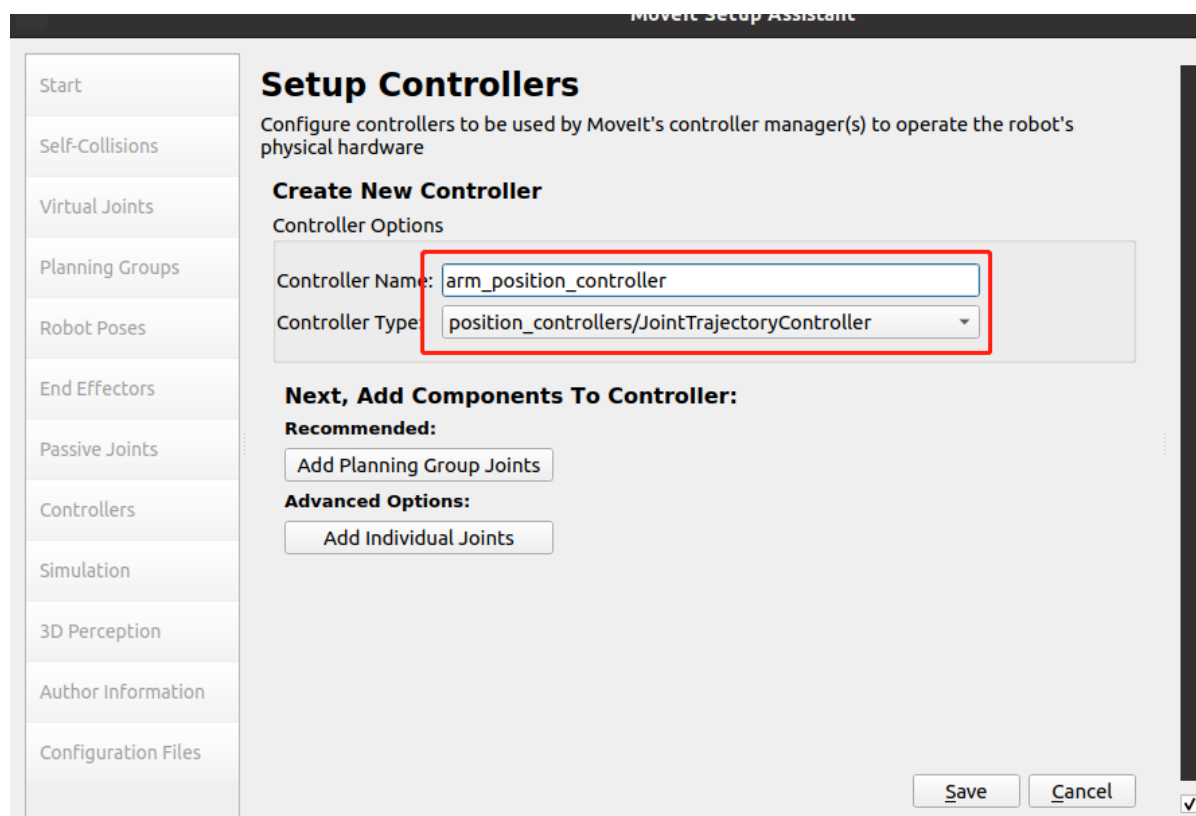 MoveIt Setup Assistant
Start
Self-Collisions
Virtual Joints
Planning Groups
Robot Poses
End Effectors
Passive Joints
Controllers
Simulation
3D Perception
Author Information
Configuration Files
Setup Controllers
Configure controllers to be used by MoveIt's controller manager(s) to operate the robot's
physical hardware
Create New Controller
Controller Options
Controller Name: arm_position_controller
Controller Type: position_controllers/JointTrajectoryController
Next, Add Components To Controller:
Recommended:
Add Planning Group Joints
Advanced Options:
Add Individual Joints
Save Cancel